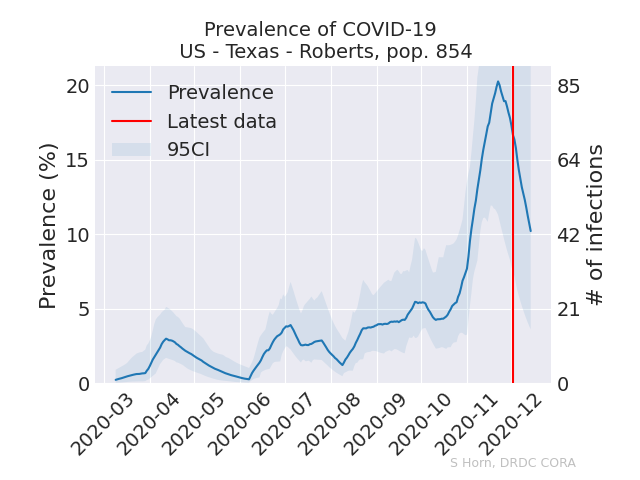 Prevalence of COVID-19
US - Texas - Roberts, pop. 854
Prevalence
Latest data
95CI
Prevalence (%)
20
15
10
5
0
85
64
42
21
0
# of infections
2020-03
2020-04
2020-05
2020-06
2020-07
2020-08
2020-09
2020-10
2020-11
2020-12
S Horn, DRDC CORA